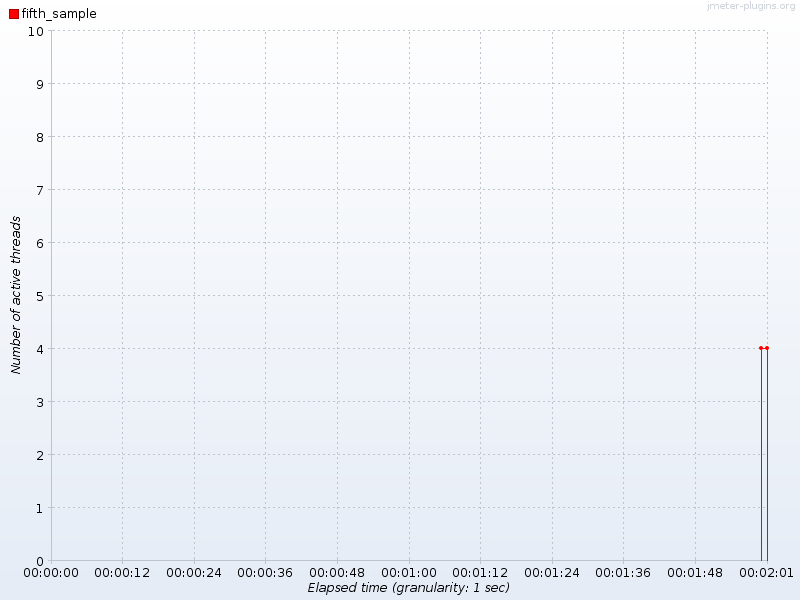 jmeter-plugins.org
fifth_sample
10
9
8
7
6
5
4
3
2
1
0
Number of active threads
00:00:00 00:00:12 00:00:24 00:00:36 00:00:48 00:01:00 00:01:12 00:01:24 00:01:36 00:01:48 00:02:01
Elapsed time (granularity: 1 sec)